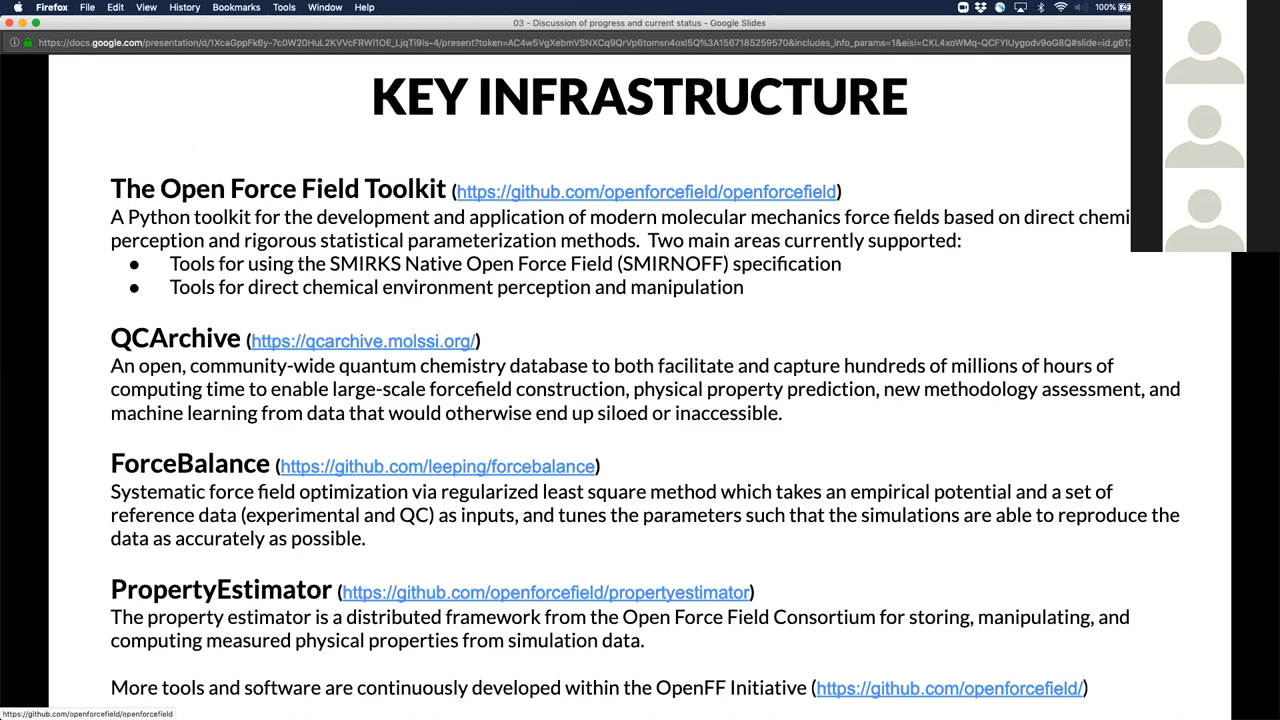 Firefox File Edit View History Bookmarks Tools Window Help 100%
03 - Discussion of progress and current status - Google Slides
KEY INFRASTRUCTURE
The Open Force Field Toolkit (https://github.com/openforcefield/openforcefield)
A Python toolkit for the development and application of modern molecular mechanics force fields based on direct chemi
perception and rigorous statistical parameterization methods. Two main areas currently supported:
● Tools for using the SMIRKS Native Open Force Field (SMIRNOFF) specification
● Tools for direct chemical environment perception and manipulation
QCArchive (https://qcarchive.molssi.org/)
An open, community-wide quantum chemistry database to both facilitate and capture hundreds of millions of hours of
computing time to enable large-scale forcefield construction, physical property prediction, new methodology assessment, and
machine learning from data that would otherwise end up siloed or inaccessible.
ForceBalance (https://github.com/leeping/forcebalance)
Systematic force field optimization via regularized least square method which takes an empirical potential and a set of
reference data (experimental and QC) as inputs, and tunes the parameters such that the simulations are able to reproduce the
data as accurately as possible.
PropertyEstimator (https://github.com/openforcefield/propertyestimator)
The property estimator is a distributed framework from the Open Force Field Consortium for storing, manipulating, and
computing measured physical properties from simulation data.
More tools and software are continuously developed within the OpenFF Initiative (https://github.com/openforcefield/)
https://github.com/openforcefield/openforcefield